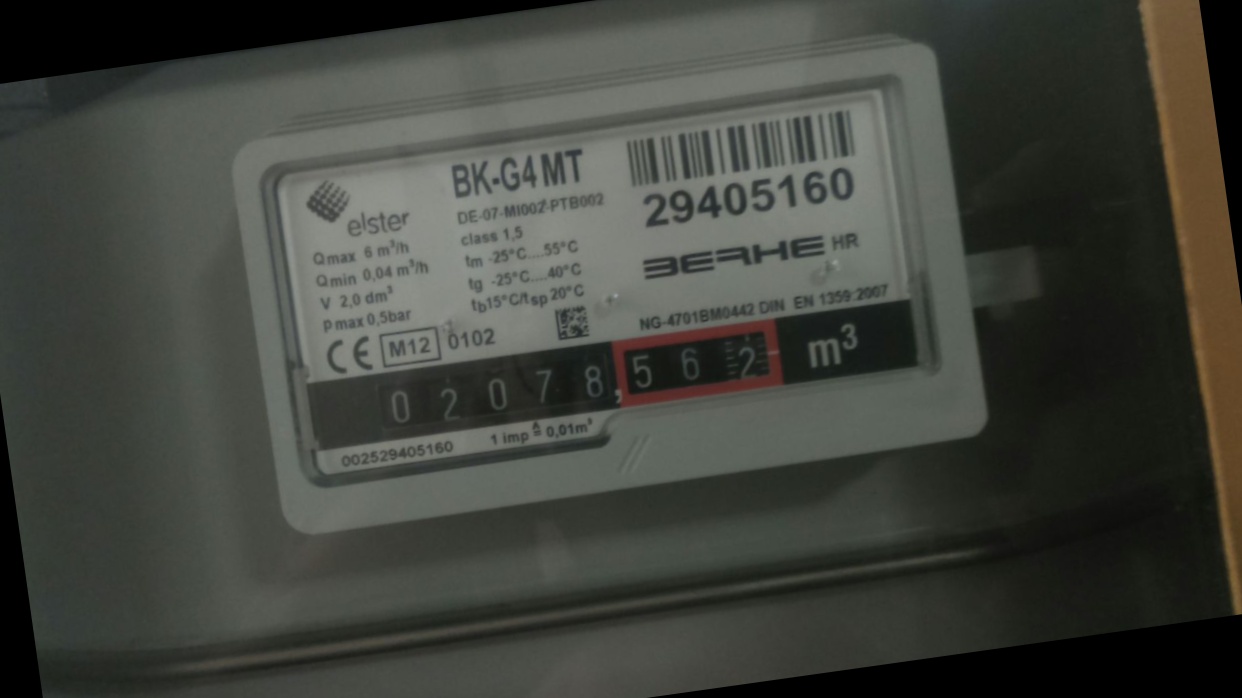 elster
Qmax 6 m³/h
Qmin 0,04 m³/h
V 2,0 dm³
pmax 0,5bar
CE M12 0102
BK-G4 MT
DE-07-MI002-PTB002
class 1,5
tm -25°C....55°C
tg -25°C....40°C
tb15°C/tsp 20°C
29405160
BERHE HR
NG-4701BM0442 DIN EN 1359:2007
02078,562 m³
002529405160
1 imp ≙ 0,01m³